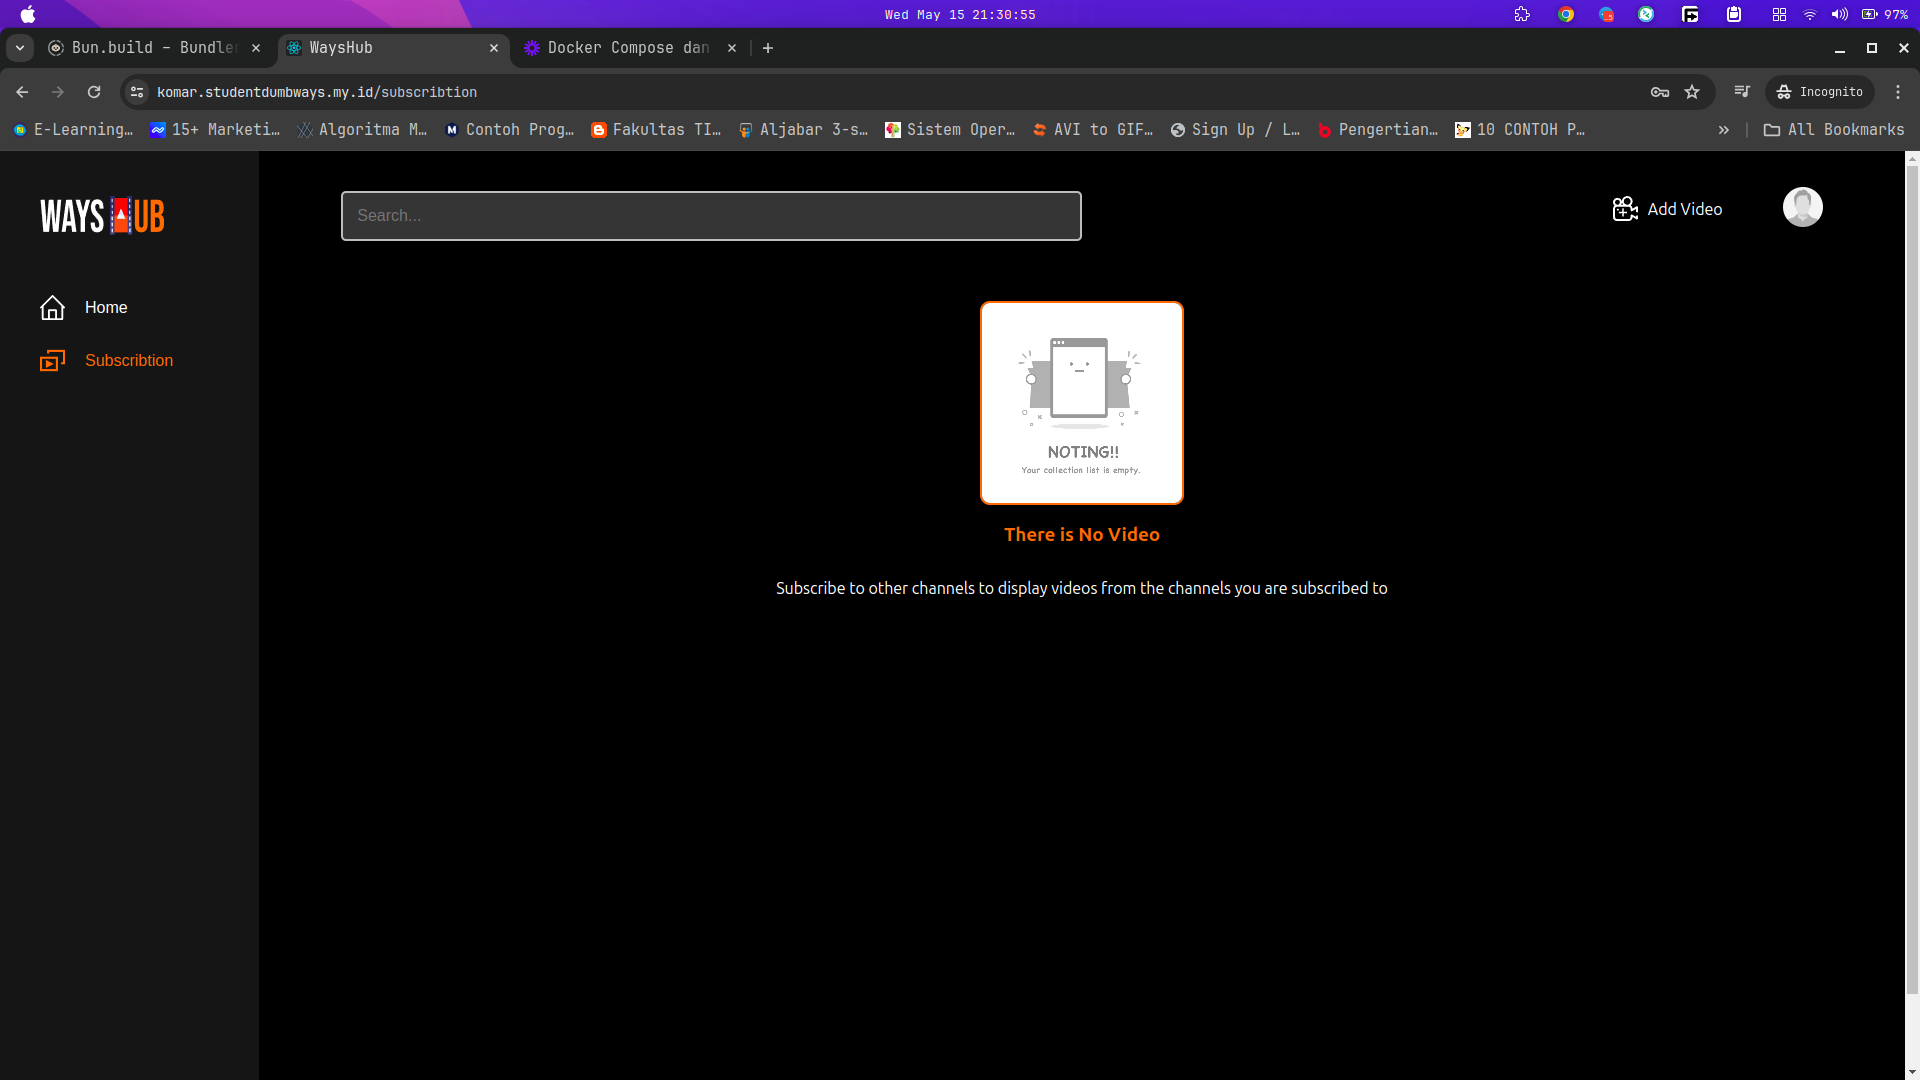 Wed May 15 21:30:55
97%
Bun.build – Bundler
WaysHub
Docker Compose dan
komar.studentdumbways.my.id/subscribtion
Incognito
E-Learning…
15+ Marketi…
Algoritma M…
Contoh Prog…
Fakultas TI…
Aljabar 3-s…
Sistem Oper…
AVI to GIF…
Sign Up / L…
Pengertian…
10 CONTOH P…
All Bookmarks
WAYS HUB
Search...
Add Video
Home
Subscribtion
NOTING!!
Your collection list is empty.
There is No Video
Subscribe to other channels to display videos from the channels you are subscribed to